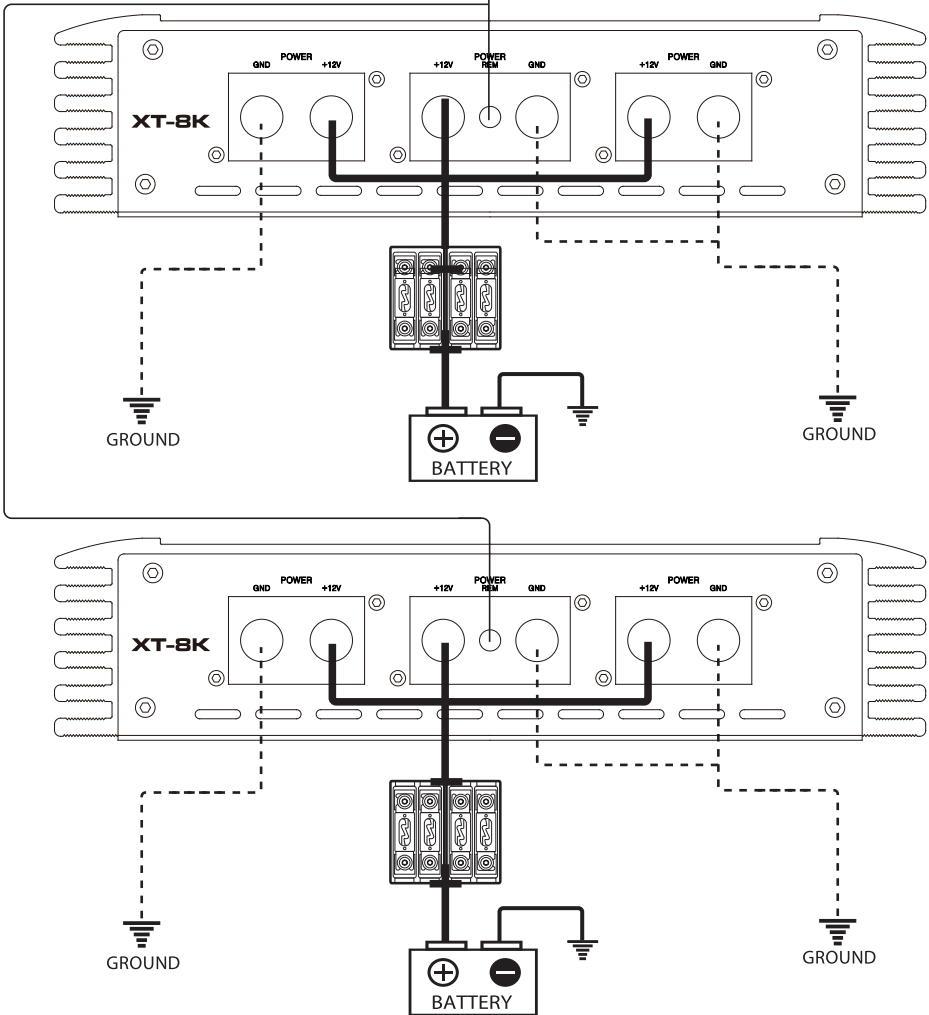 POWER POWER POWER
GND +12V +12V REM GND +12V GND
XT-8K
GROUND
GROUND
+ −
BATTERY
POWER POWER POWER
GND +12V +12V REM GND +12V GND
XT-8K
GROUND
GROUND
+ −
BATTERY